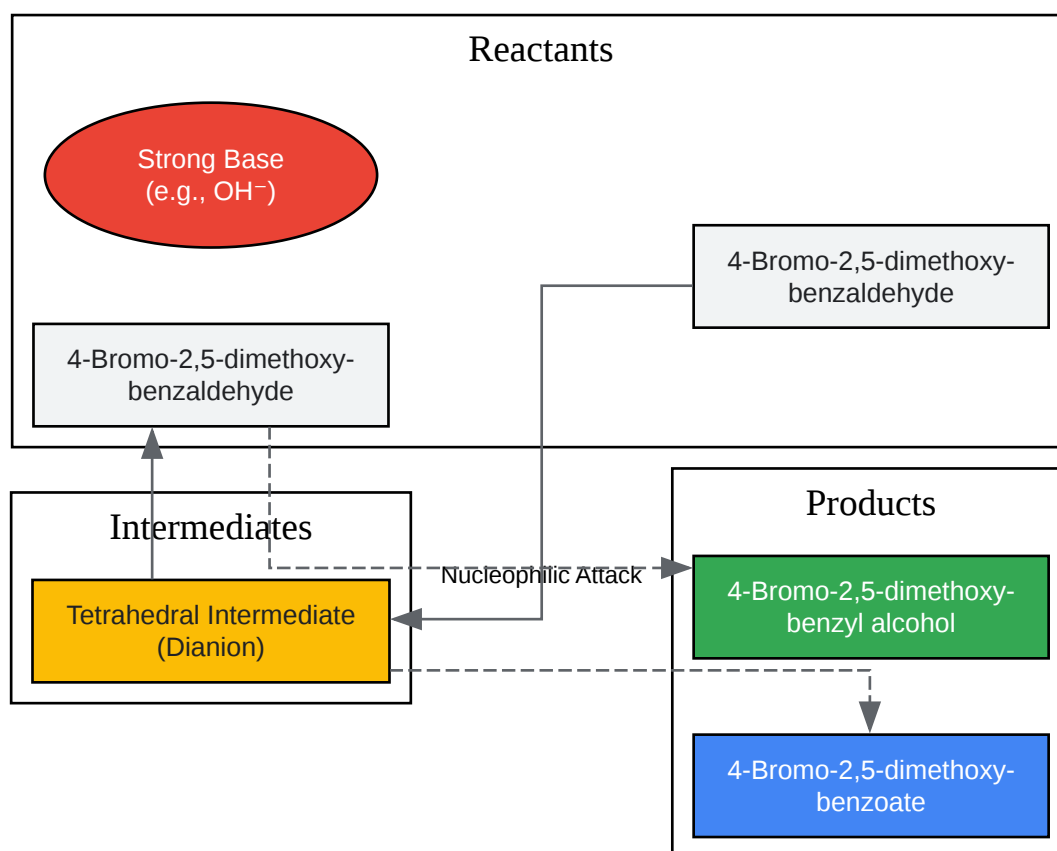 Reactants
Strong Base
(e.g., OH⁻)
4-Bromo-2,5-dimethoxy-
benzaldehyde
4-Bromo-2,5-dimethoxy-
benzaldehyde
Intermediates
Products
Nucleophilic Attack
4-Bromo-2,5-dimethoxy-
benzyl alcohol
Tetrahedral Intermediate
(Dianion)
4-Bromo-2,5-dimethoxy-
benzoate